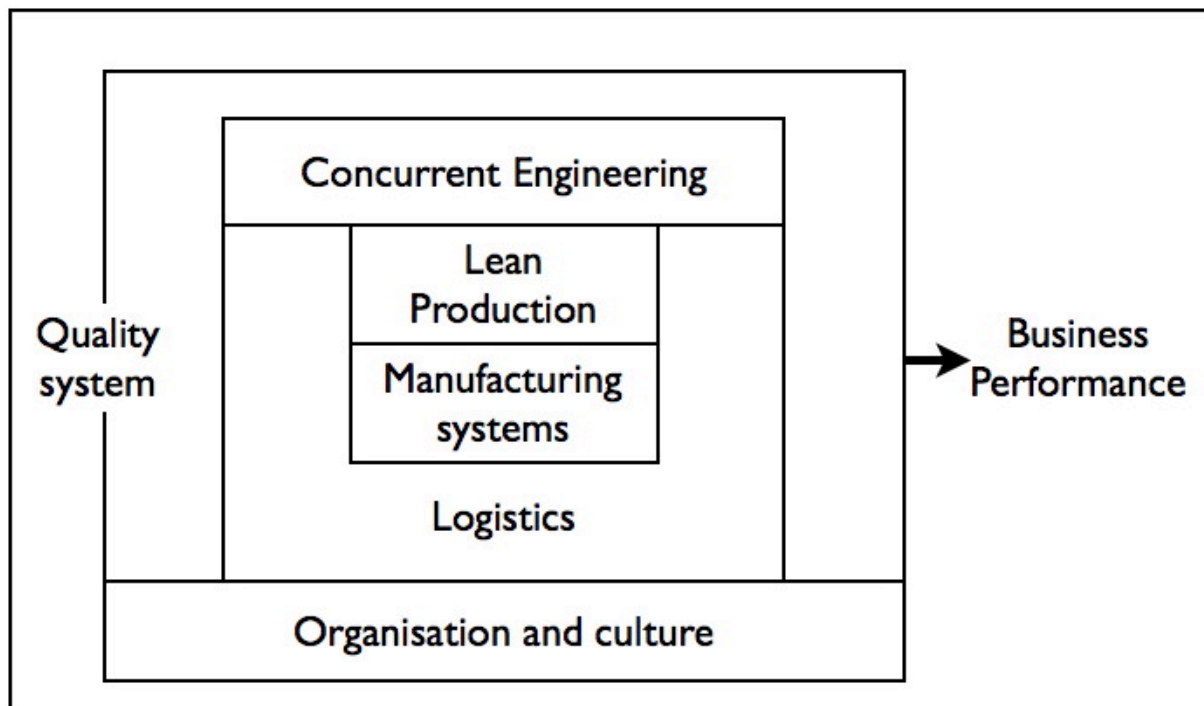 Concurrent Engineering
Lean
Production
Quality
system
Manufacturing
systems
Business
Performance
Logistics
Organisation and culture